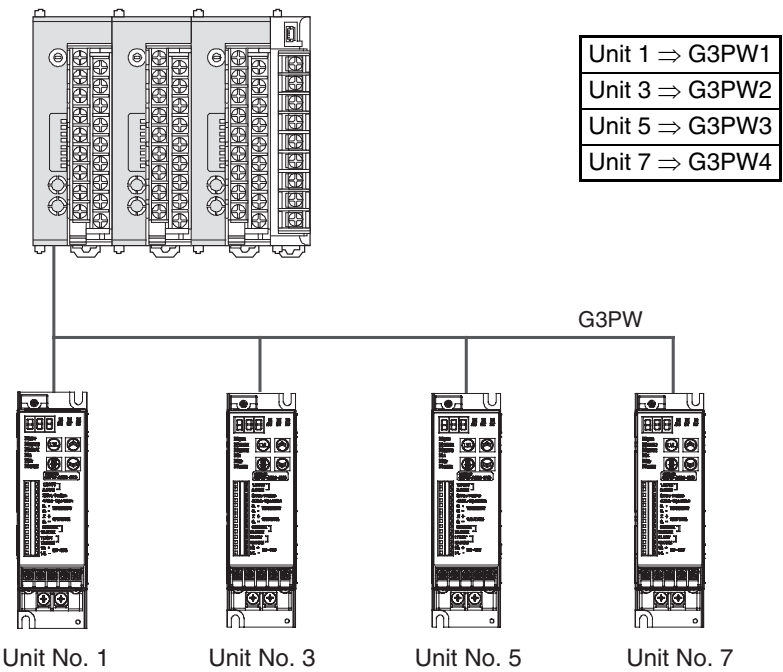 Unit 1 ⇒ G3PW1
Unit 3 ⇒ G3PW2
Unit 5 ⇒ G3PW3
Unit 7 ⇒ G3PW4
G3PW
Unit No. 1
Unit No. 3
Unit No. 5
Unit No. 7